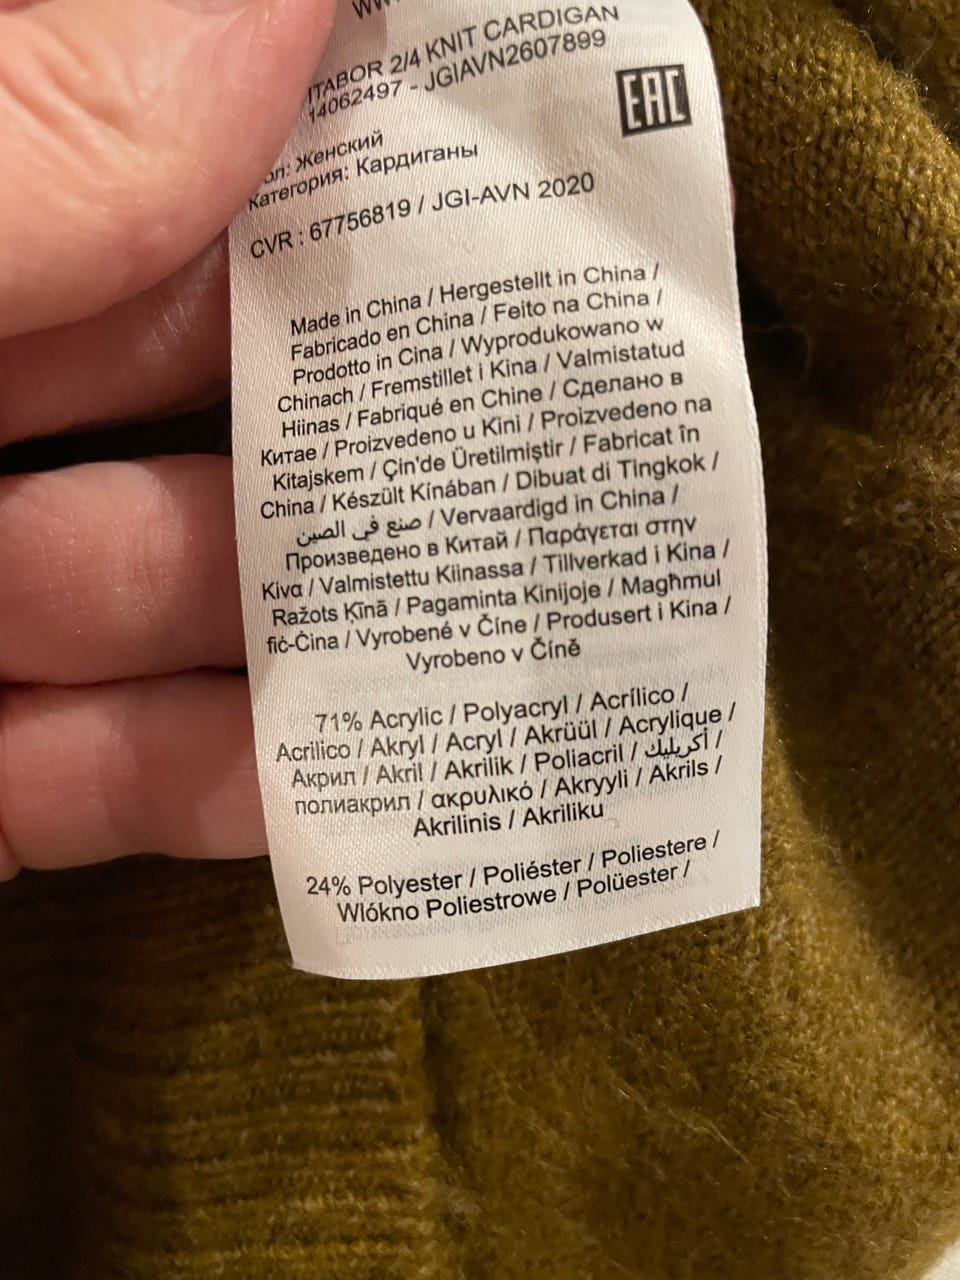 ITABOR 2/4 KNIT CARDIGAN
14062497 - JGIAVN2607899
EAC
Женский
Категория: Кардиганы
CVR : 67756819 / JGI-AVN 2020
Made in China / Hergestellt in China /
Fabricado en China / Feito na China /
Prodotto in Cina / Wyprodukowano w
Chinach / Fremstillet i Kina / Valmistatud
Hiinas / Fabriqué en Chine / Сделано в
Китае / Proizvedeno u Kini / Proizvedeno na
Kitajskem / Çin'de Üretilmiştir / Fabricat în
China / Készült Kínában / Dibuat di Tingkok /
صنع في الصين / Vervaardigd in China /
Произведено в Китай / Παράγεται στην
Κίνα / Valmistettu Kiinassa / Tillverkad i Kina /
Ražots Ķīnā / Pagaminta Kinijoje / Magħmul
fiċ-Ċina / Vyrobené v Číne / Produsert i Kina /
Vyrobeno v Číně
71% Acrylic / Polyacryl / Acrílico /
Acrilico / Akryl / Acryl / Akrüül / Acrylique /
Акрил / Akril / Akrilik / Poliacril / أكريليك /
полиакрил / ακρυλικό / Akryyli / Akrils /
Akrilinis / Akriliku
24% Polyester / Poliéster / Poliestere /
Wlókno Poliestrowe / Polüester /